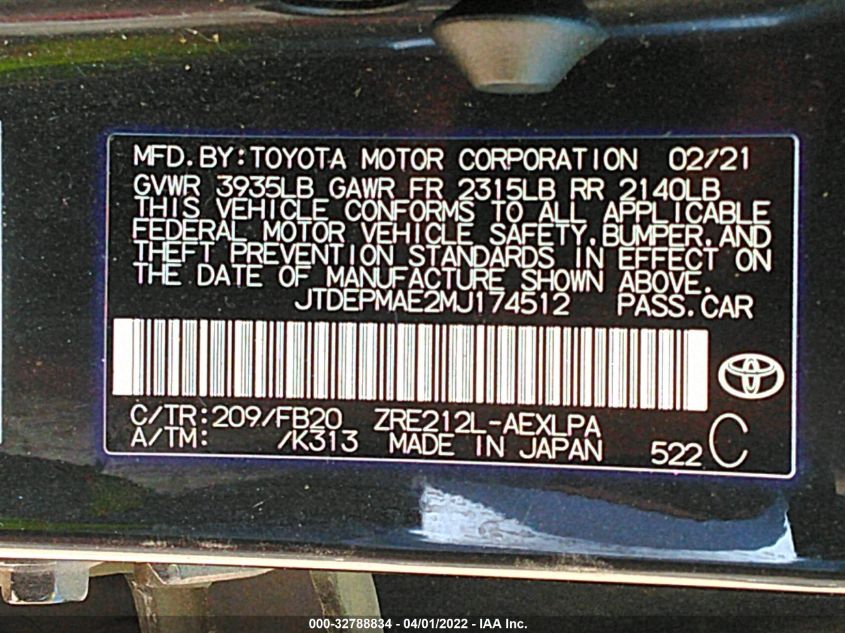 MFD.BY:TOYOTA MOTOR CORPORATION 02/21
GVWR 3935LB GAWR FR 2315LB RR 2140LB
THIS VEHICLE CONFORMS TO ALL APPLICABLE
FEDERAL MOTOR VEHICLE SAFETY,BUMPER,AND
THEFT PREVENTION STANDARDS IN EFFECT ON
THE DATE OF MANUFACTURE SHOWN ABOVE.
JTDEPMAE2MJ174512 PASS.CAR
C/TR:209/FB20 ZRE212L-AEXLPA
A/TM: /K313 MADE IN JAPAN 522 C
000-32788834 - 04/01/2022 - IAA Inc.